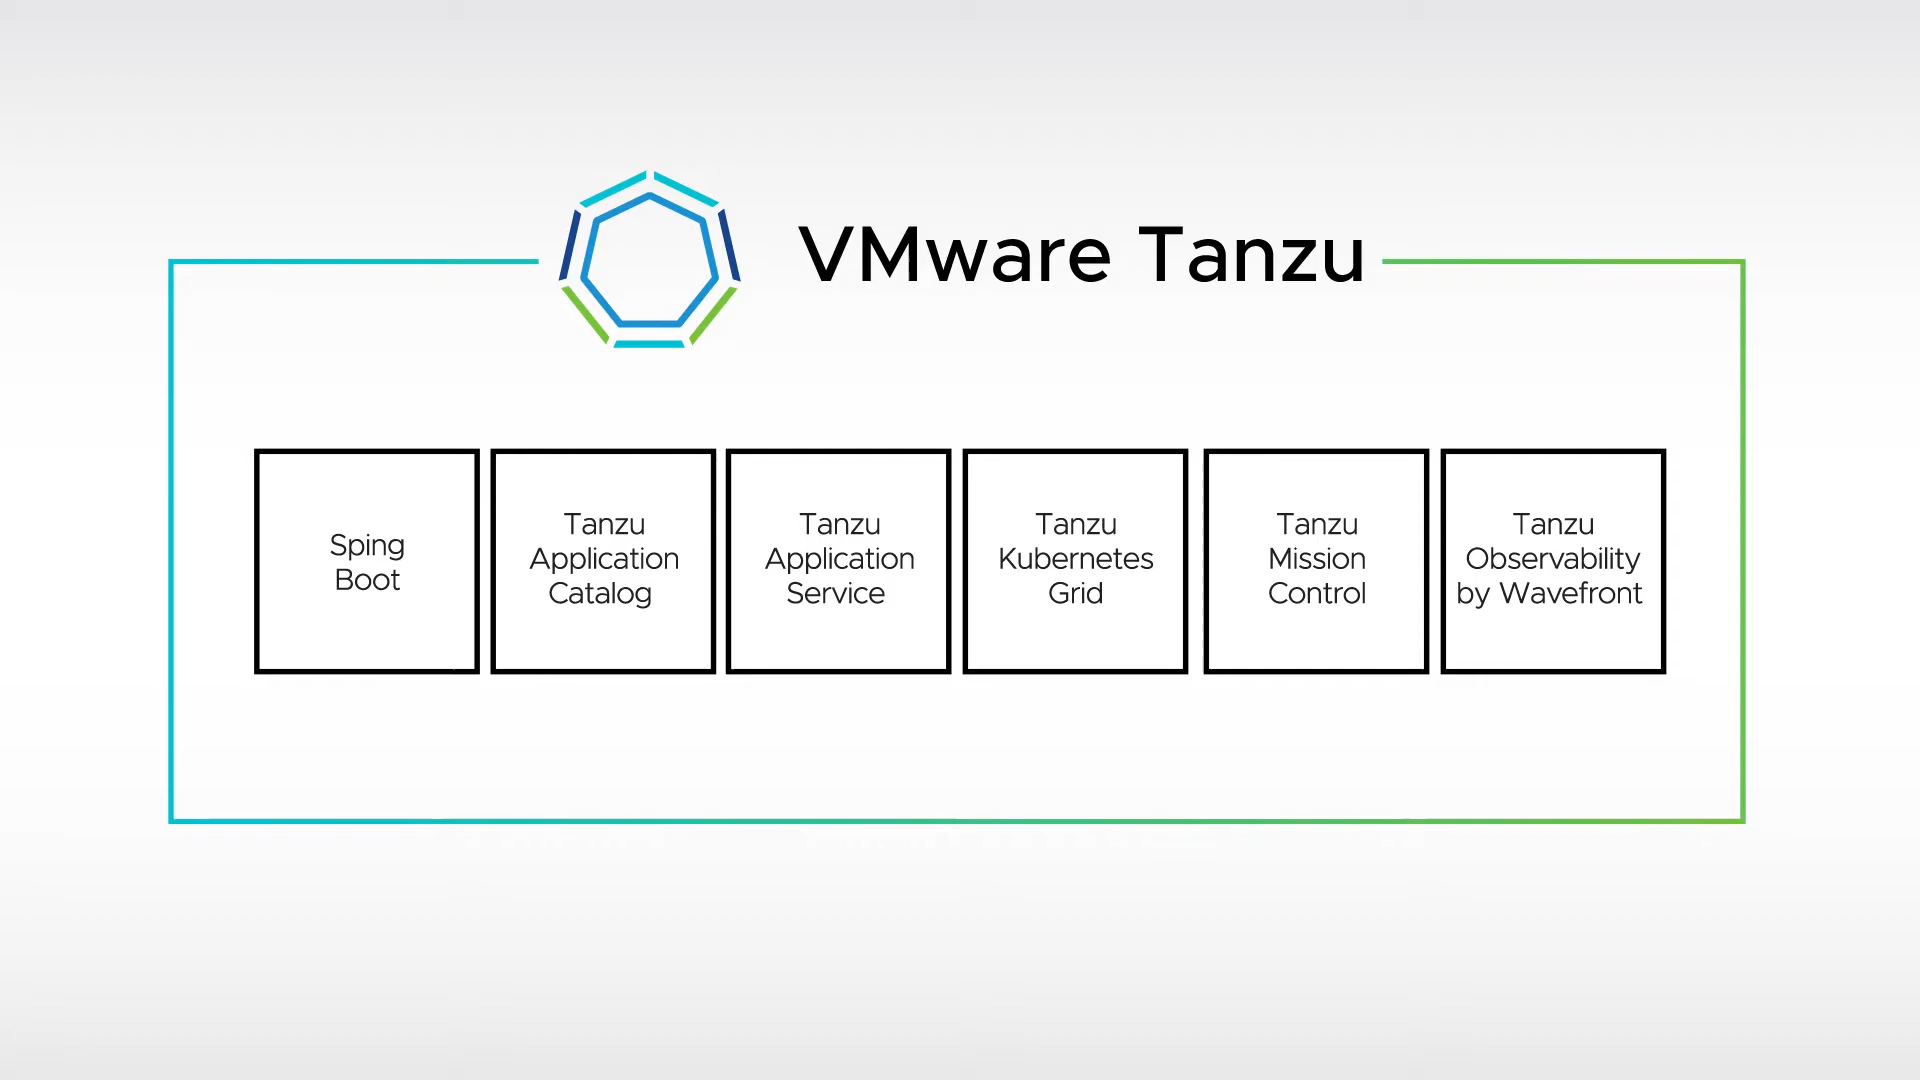 VMware Tanzu
Sping
Boot
Tanzu
Application
Catalog
Tanzu
Application
Service
Tanzu
Kubernetes
Grid
Tanzu
Mission
Control
Tanzu
Observability
by Wavefront